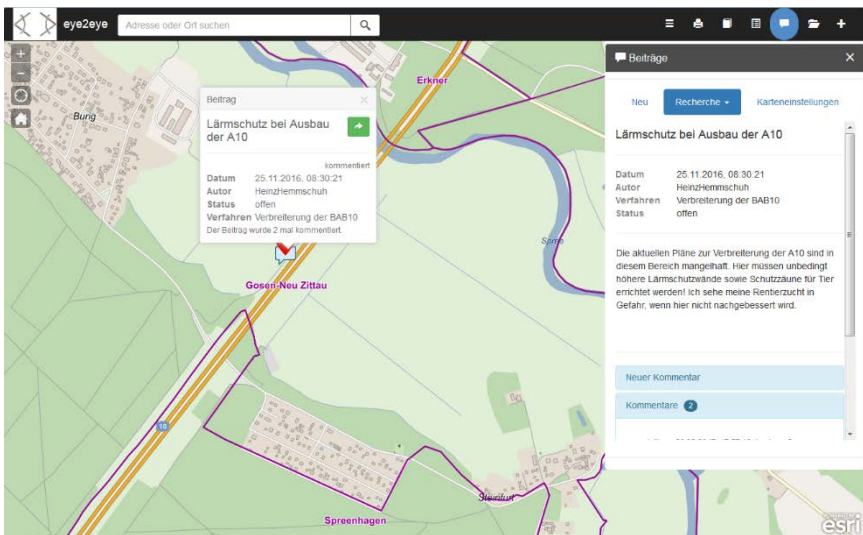 eye2eye
Adresse oder Ort suchen
Beiträge
Neu
Recherche
Karteneinstellungen
Lärmschutz bei Ausbau der A10
Datum 25.11.2016, 08:30:21
Autor HeinzHemmschuh
Verfahren Verbreiterung der BAB10
Status offen
Die aktuellen Pläne zur Verbreiterung der A10 sind in
diesem Bereich mangelhaft. Hier müssen unbedingt
höhere Lärmschutzwände sowie Schutzzäune für Tier
errichtet werden! Ich sehe meine Rentierzucht in
Gefahr, wenn hier nicht nachgebessert wird.
Neuer Kommentar
Kommentare 2
Beitrag
Lärmschutz bei Ausbau
der A10
kommentiert
Datum 25.11.2016, 08:30:21
Autor HeinzHemmschuh
Status offen
Verfahren Verbreiterung der BAB10
Der Beitrag wurde 2 mal kommentiert.
Erkner
Burig
Spree
Gosen-Neu Zittau
10
Steinfurt
Spreenhagen
esri